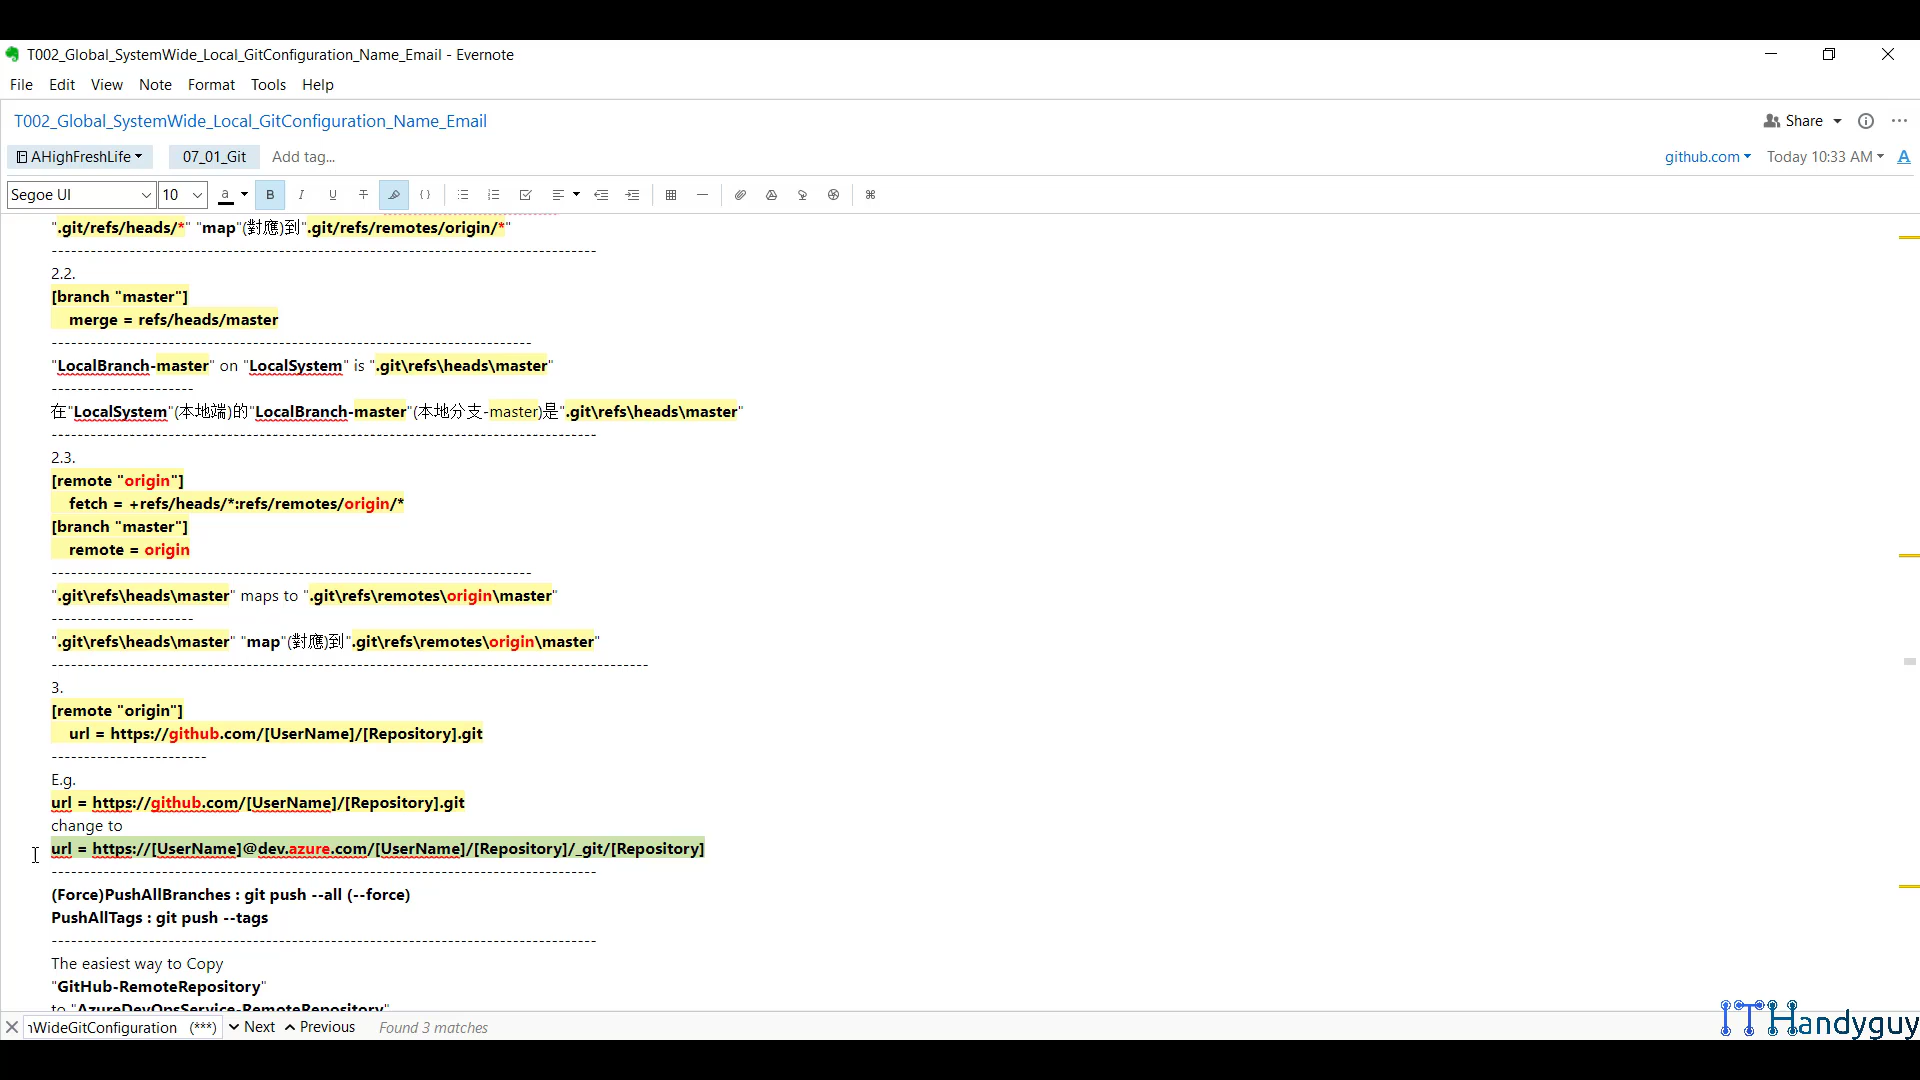 T002_Global_SystemWide_Local_GitConfiguration_Name_Email - Evernote
File Edit View Note Format Tools Help
T002_Global_SystemWide_Local_GitConfiguration_Name_Email
Share
AHighFreshLife 07_01_Git Add tag...
github.com Today 10:33 AM
Segoe UI 10
".git/refs/heads/*" "map"(對應)到".git/refs/remotes/origin/*"
------------------------------------------------------------------------------------
2.2.
[branch "master"]
merge = refs/heads/master
--------------------------------------------------------------------------
"LocalBranch-master" on "LocalSystem" is ".git\refs\heads\master"
----------------------
在"LocalSystem"(本地端)的"LocalBranch-master"(本地分支-master)是".git\refs\heads\master"
------------------------------------------------------------------------------------
2.3.
[remote "origin"]
fetch = +refs/heads/*:refs/remotes/origin/*
[branch "master"]
remote = origin
--------------------------------------------------------------------------
".git\refs\heads\master" maps to ".git\refs\remotes\origin\master"
----------------------
".git\refs\heads\master" "map"(對應)到".git\refs\remotes\origin\master"
--------------------------------------------------------------------------------------------
3.
[remote "origin"]
url = https://github.com/[UserName]/[Repository].git
------------------------
E.g.
url = https://github.com/[UserName]/[Repository].git
change to
url = https://[UserName]@dev.azure.com/[UserName]/[Repository]/_git/[Repository]
------------------------------------------------------------------------------------
(Force)PushAllBranches : git push --all (--force)
PushAllTags : git push --tags
------------------------------------------------------------------------------------
The easiest way to Copy
"GitHub-RemoteRepository"
to "AzureDevOpsService-RemoteRepository"
WideGitConfiguration (***) Next Previous Found 3 matches
ITHandyguy